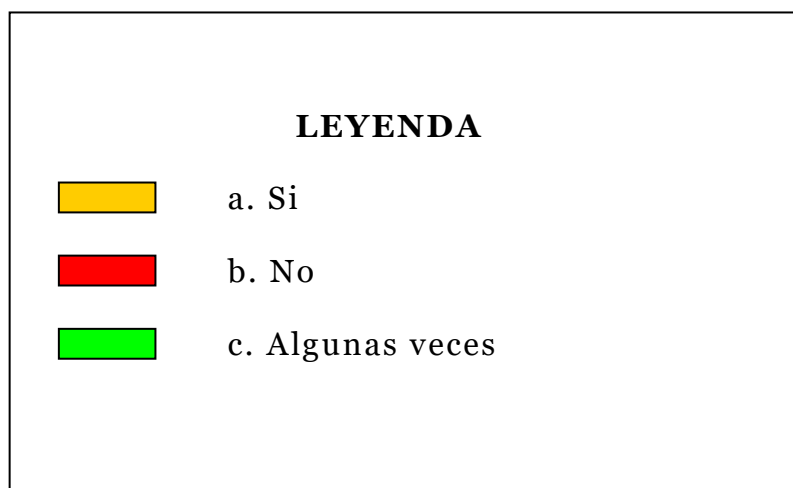 LEYENDA
a. Si
b. No
c. Algunas veces